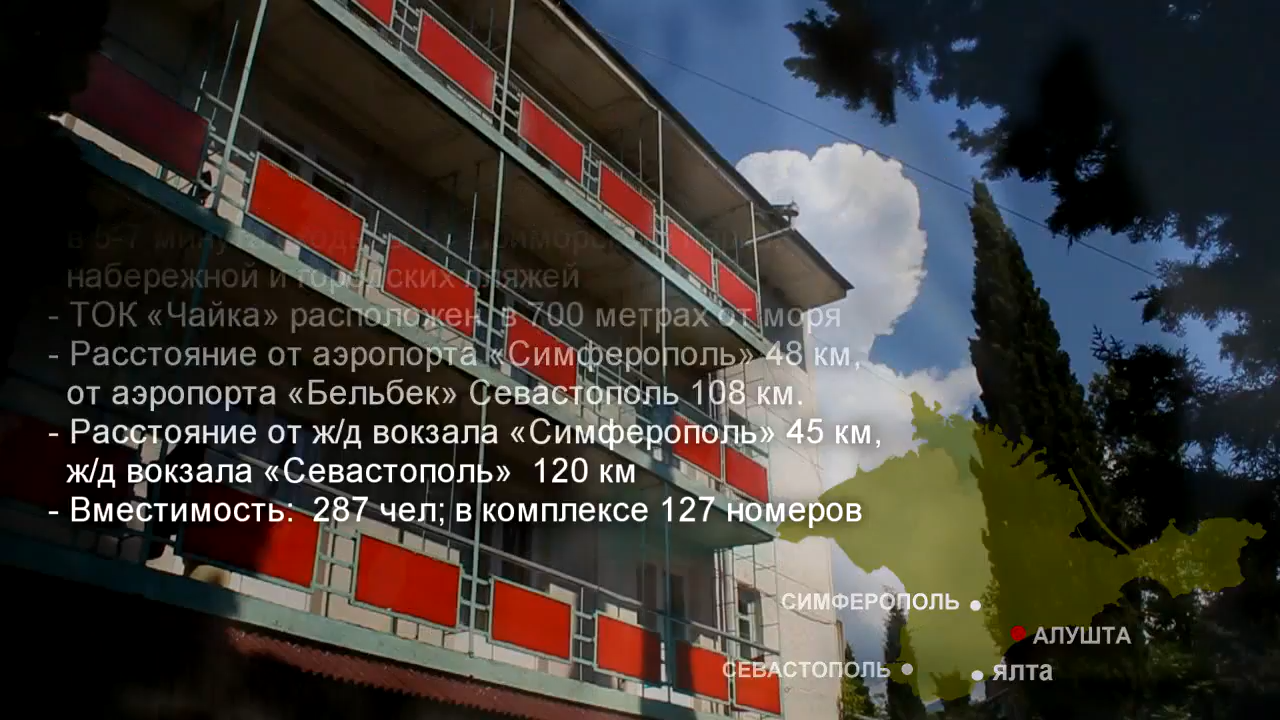 набережной и городских пляжей
- ТОК «Чайка» расположен в 700 метрах от моря
- Расстояние от аэропорта «Симферополь» 48 км,
от аэропорта «Бельбек» Севастополь 108 км.
- Расстояние от ж/д вокзала «Симферополь» 45 км,
ж/д вокзала «Севастополь» 120 км
- Вместимость: 287 чел; в комплексе 127 номеров
СИМФЕРОПОЛЬ
АЛУШТА
СЕВАСТОПОЛЬ
ЯЛТА